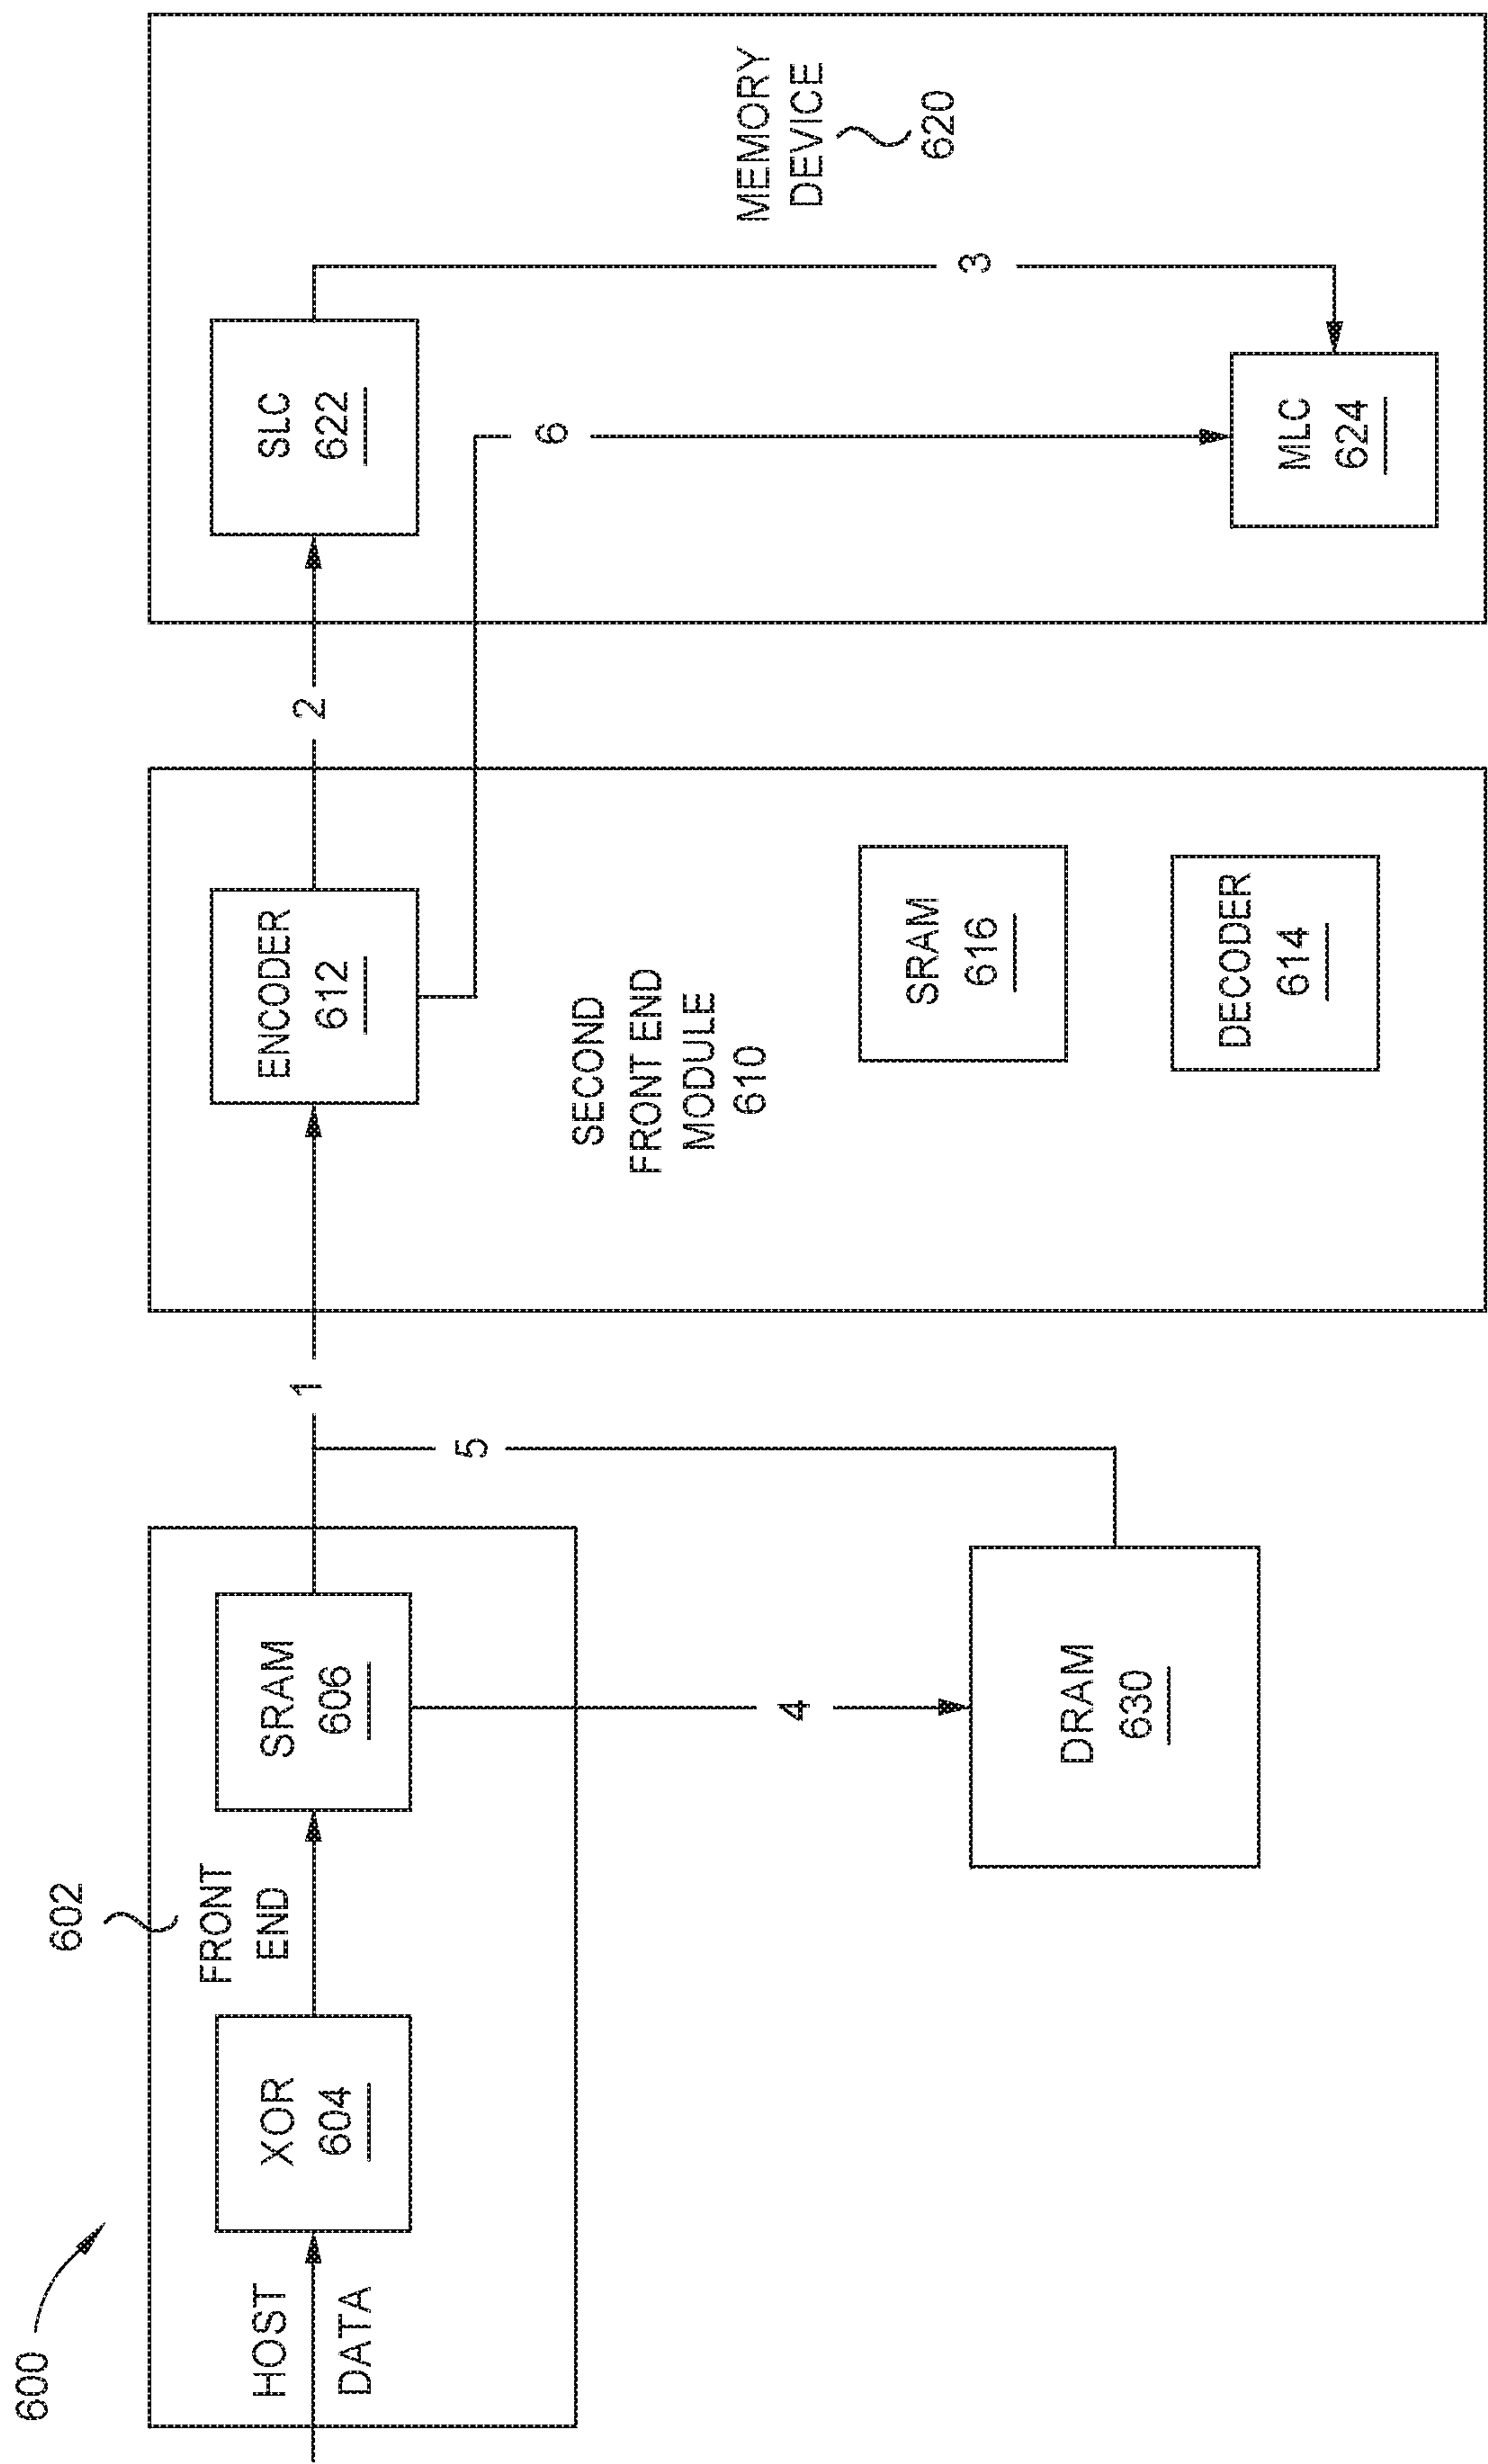 600
602
HOST
DATA
XOR
604
FRONT
END
SRAM
606
1
5
4
DRAM
630
ENCODER
612
SECOND
FRONT END
MODULE
610
SRAM
616
DECODER
614
2
6
SLC
622
3
MLC
624
MEMORY
DEVICE
620